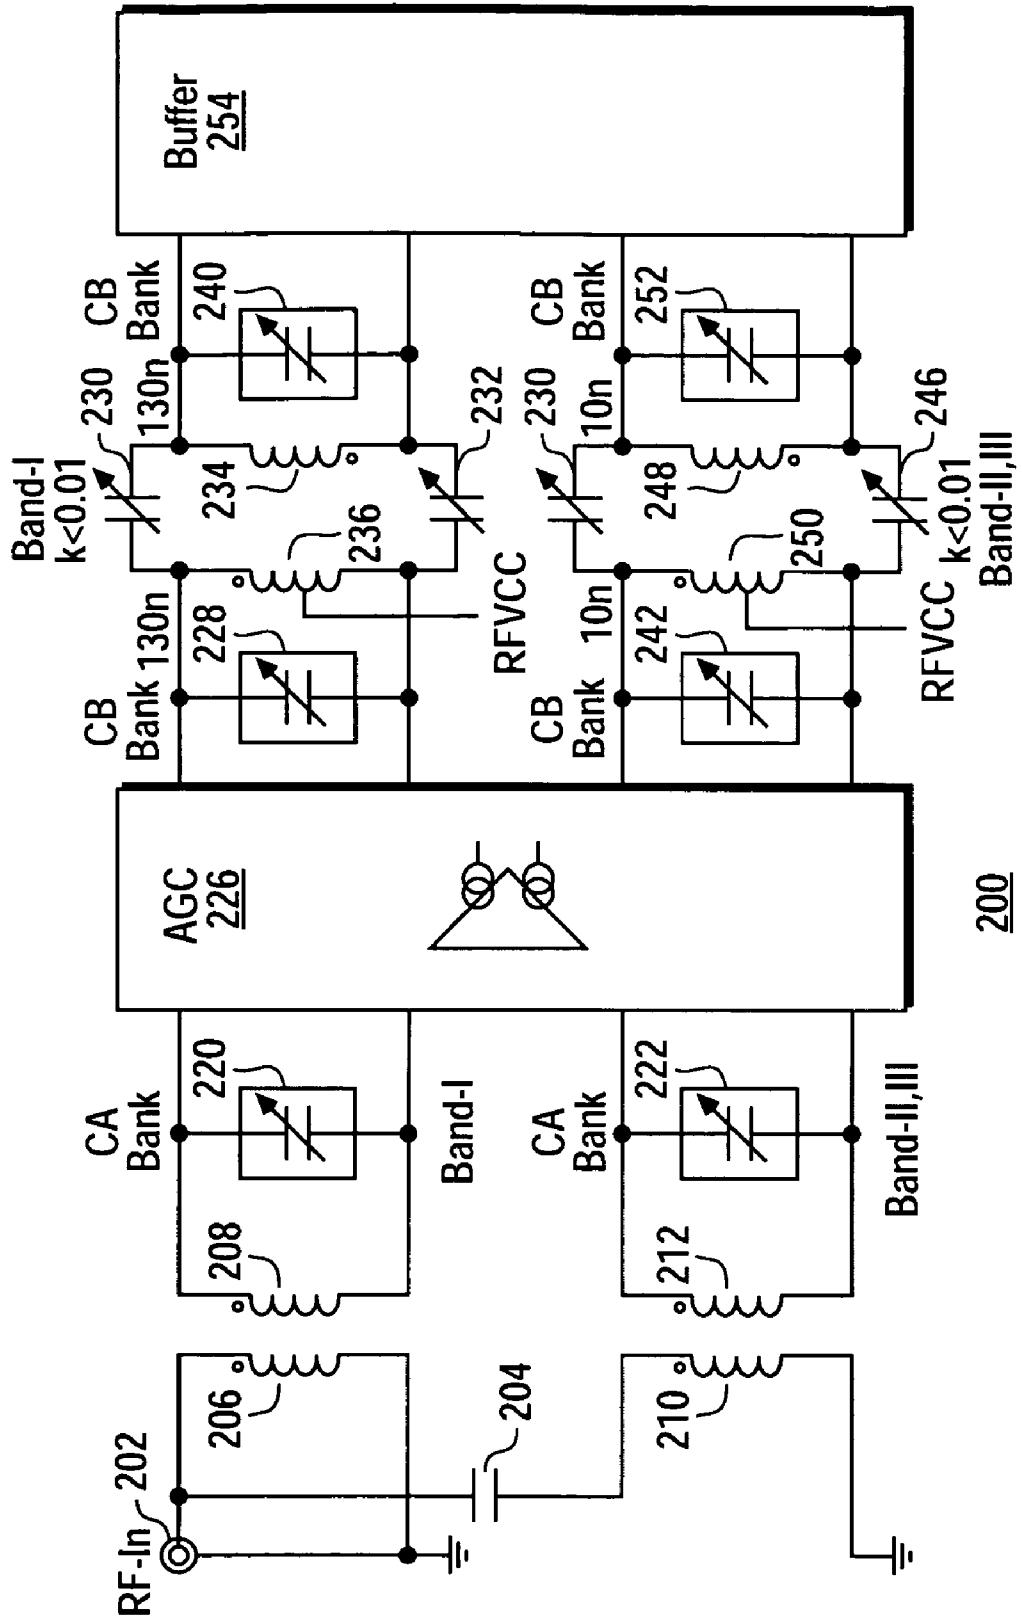 RF-In
202
206
208
204
210
212
CA
Bank
220
Band-I
CA
Bank
222
Band-II,III
AGC
226
CB
Bank
228
130n
236
RFVCC
Band-I
k<0.01
230
234
232
130n
CB
Bank
240
CB
Bank
242
10n
250
RFVCC
230
248
246
k<0.01
Band-II,III
10n
CB
Bank
252
Buffer
254
200